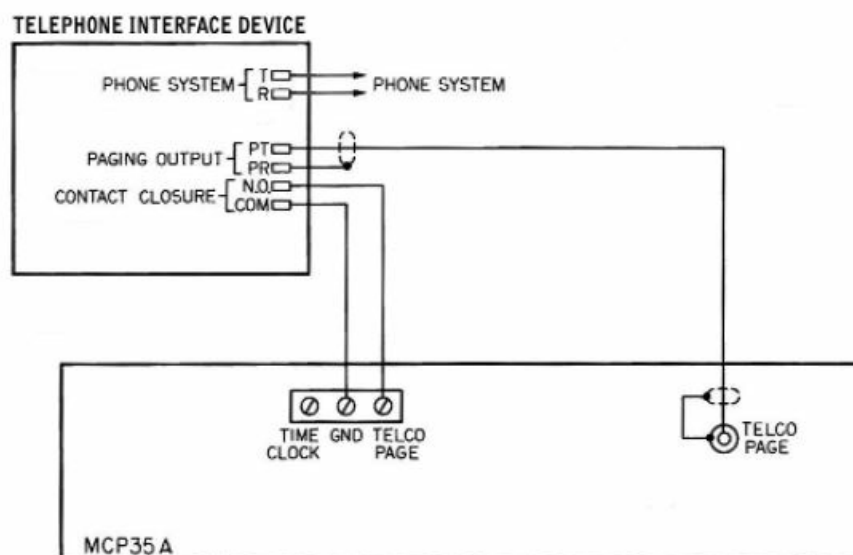 TELEPHONE INTERFACE DEVICE
PHONE SYSTEM
T
R
PHONE SYSTEM
PAGING OUTPUT
PT
PR
CONTACT CLOSURE
N.O.
COM
TIME CLOCK
GND
TELCO PAGE
TELCO PAGE
MCP35A